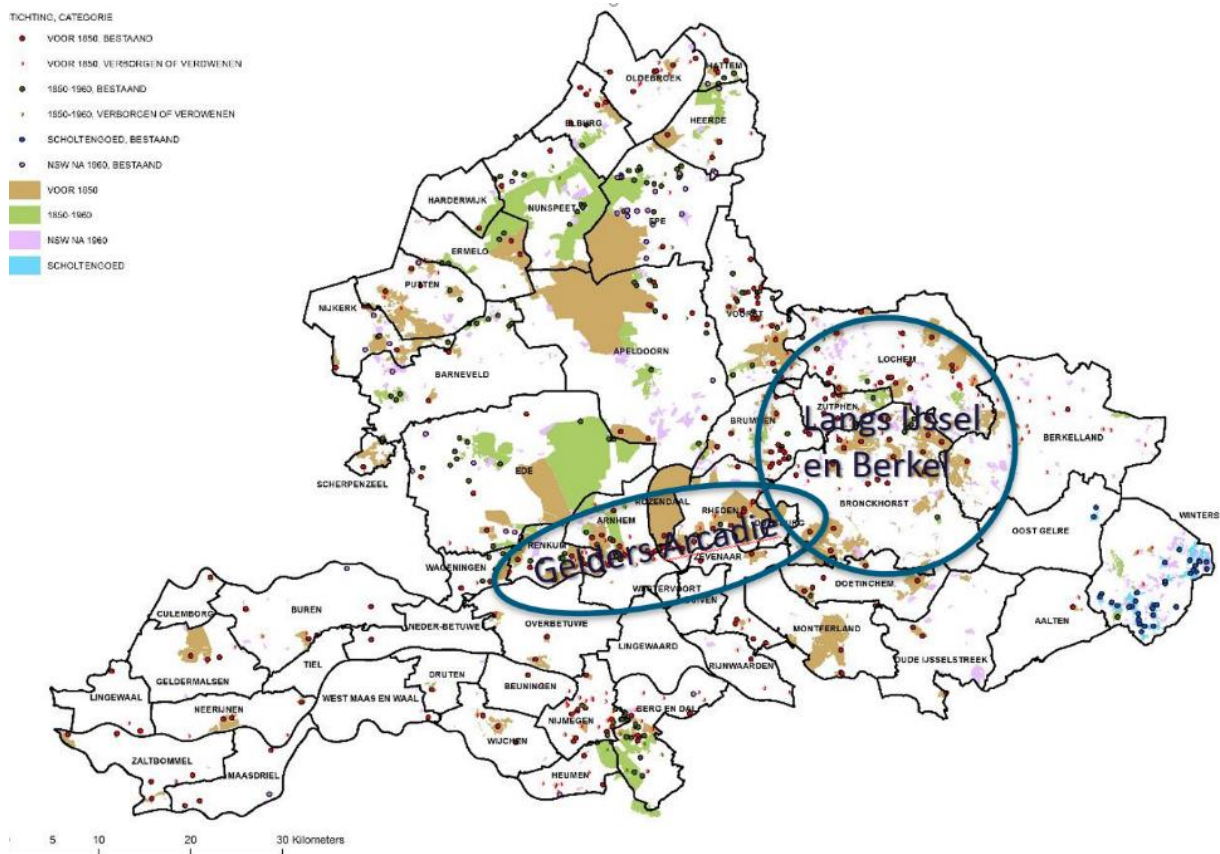 TICHTING, CATEGORIE
VOOR 1850, BESTAAND
VOOR 1850, VERBORGEN OF VERDWENEN
1850-1960, BESTAAND
1850-1960, VERBORGEN OF VERDWENEN
SCHOLTENGOED, BESTAAND
NSW NA 1960, BESTAAND
VOOR 1850
1850-1960
NSW NA 1960
SCHOLTENGOED
OLDEBROEK
HATTEM
ELBURG
HEERDE
HARDERWIJK
NUNSPEET
EPE
ERMELO
PUTTEN
NIJKERK
VOORST
APELDOORN
LOCHEM
BARNEVELD
ZUTPHEN
BRUMMEN
Langs IJssel
en Berkel
BERKELLAND
EDE
SCHERPENZEEL
ROZENDAAL
BRONCKHORST
RHEDEN
ARNHEM
OOST GELRE
WINTERS
RENKUM
Gelders Arcadië
ZEVENAAR
WAGENINGEN
WESTERVOORT
DUIVEN
DOETINCHEM
CULEMBORG
BUREN
NEDER-BETUWE
OVERBETUWE
AALTEN
MONTFERLAND
TIEL
LINGEWAARD
OUDE IJSSELSTREEK
GELDERMALSEN
RIJNWAARDEN
DRUTEN
BEUNINGEN
LINGEWAAL
WEST MAAS EN WAAL
NEERIJNEN
NIJMEGEN
BERG EN DAL
WIJCHEN
ZALTBOMMEL
MAASDRIEL
HEUMEN
5 10 20 30 Kilometers